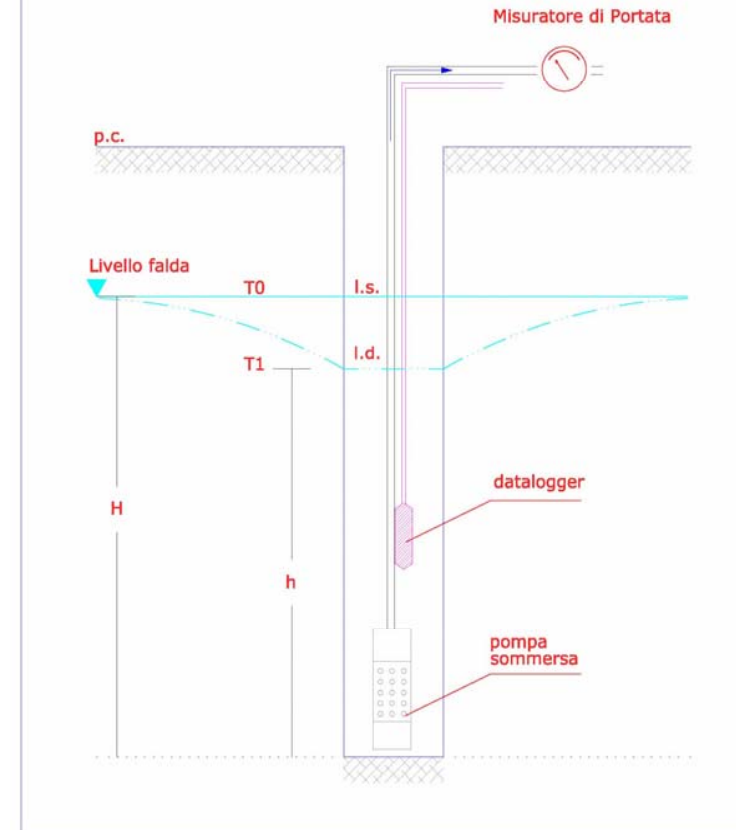 Misuratore di Portata
p.c.
Livello falda
T0
l.s.
l.d.
T1
H
datalogger
h
pompa
sommersa